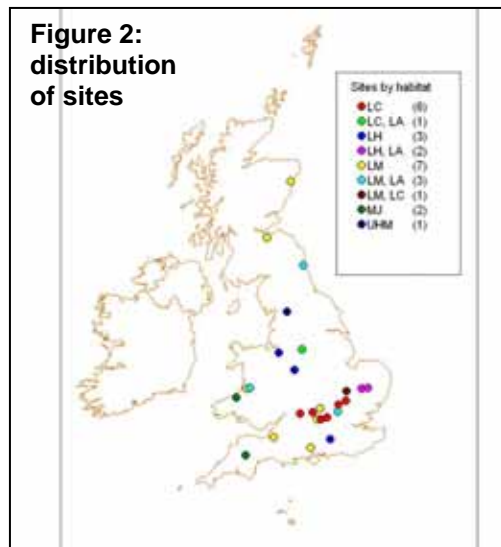 Figure 2:
distribution
of sites
Sites by habitat
LC (6)
LC, LA (1)
LH (3)
LH, LA (2)
LM (7)
LM, LA (3)
LM, LC (1)
MJ (2)
UHM (1)